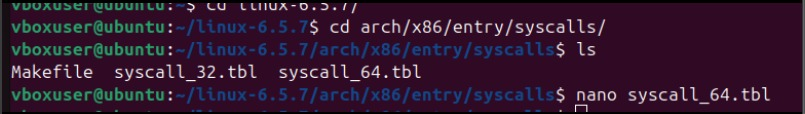 vboxuser@ubuntu:~$ cd linux-6.5.7/
vboxuser@ubuntu:~/linux-6.5.7$ cd arch/x86/entry/syscalls/
vboxuser@ubuntu:~/linux-6.5.7/arch/x86/entry/syscalls$ ls
Makefile  syscall_32.tbl  syscall_64.tbl
vboxuser@ubuntu:~/linux-6.5.7/arch/x86/entry/syscalls$ nano syscall_64.tbl